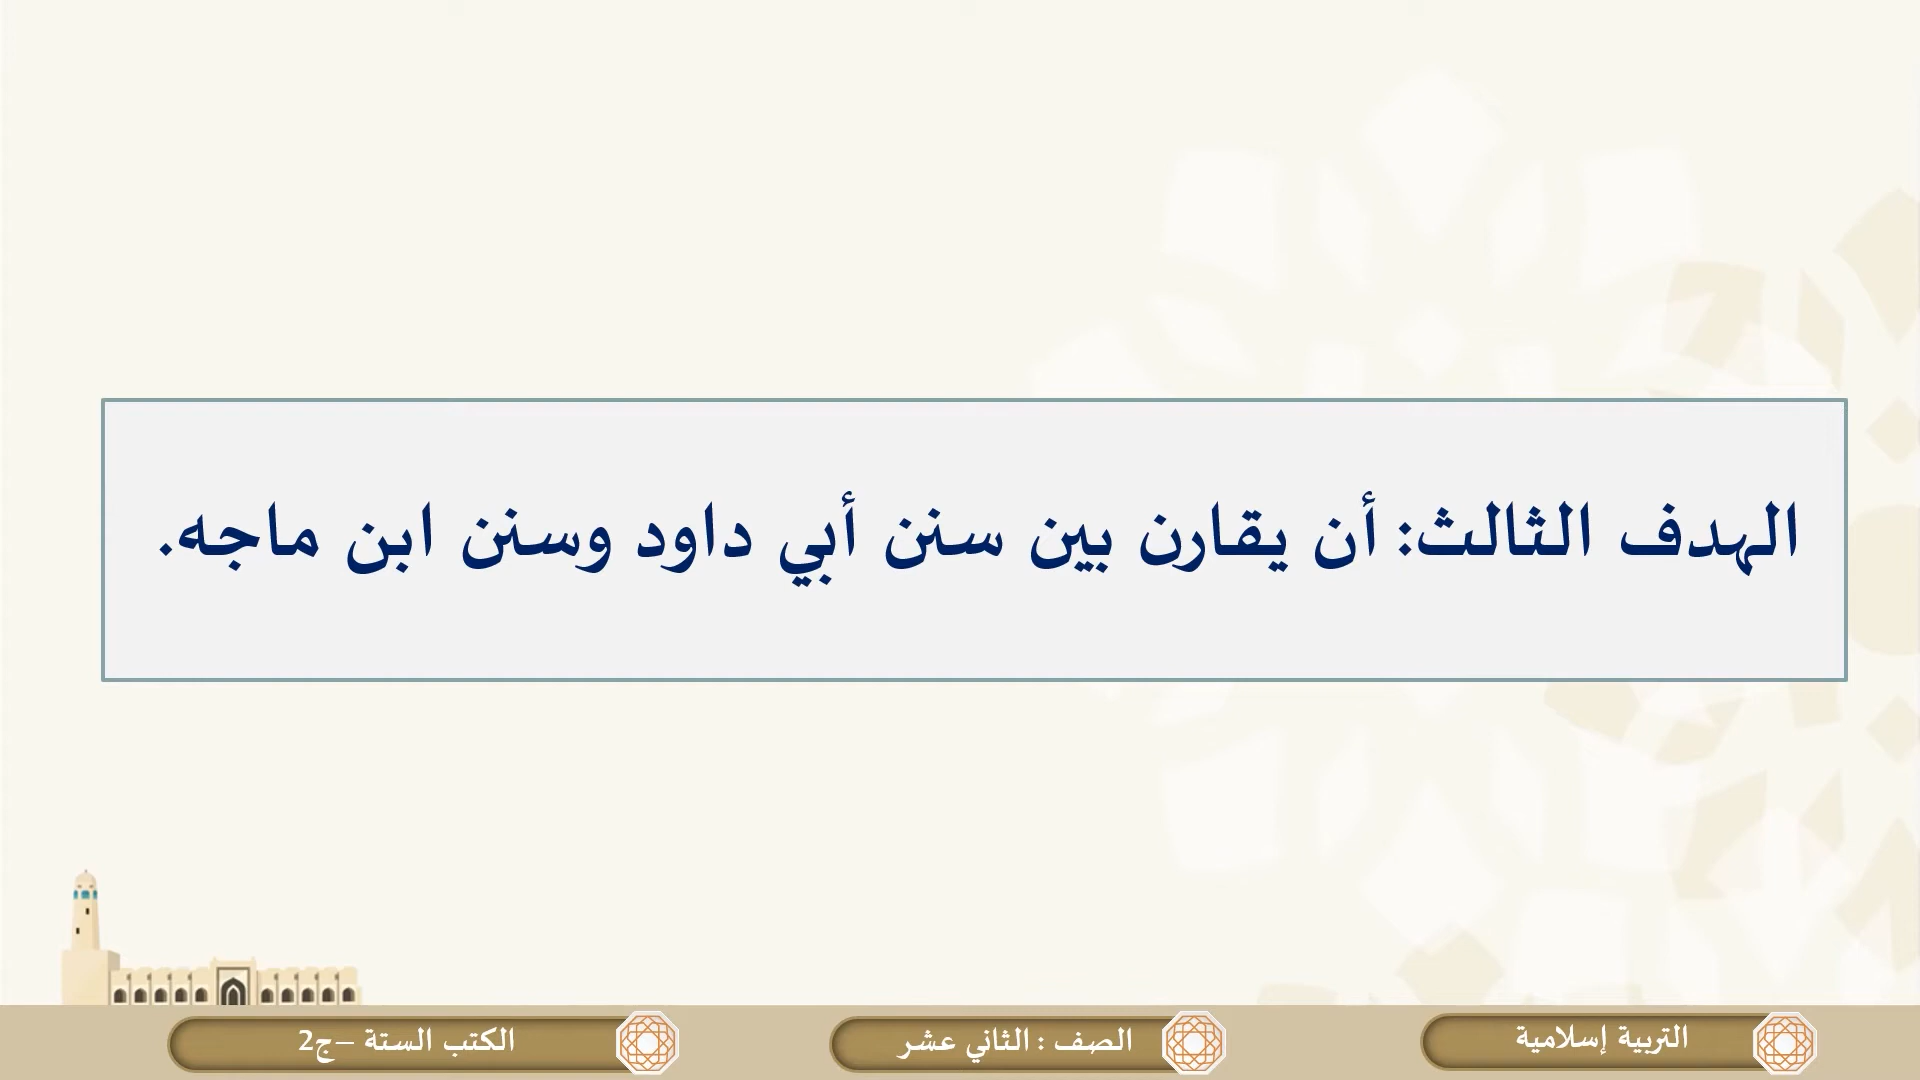 الهدف الثالث: أن يقارن بين سنن أبي داود وسنن ابن ماجه.
التربية إسلامية
الصف : الثاني عشر
الكتب الستة –ج2